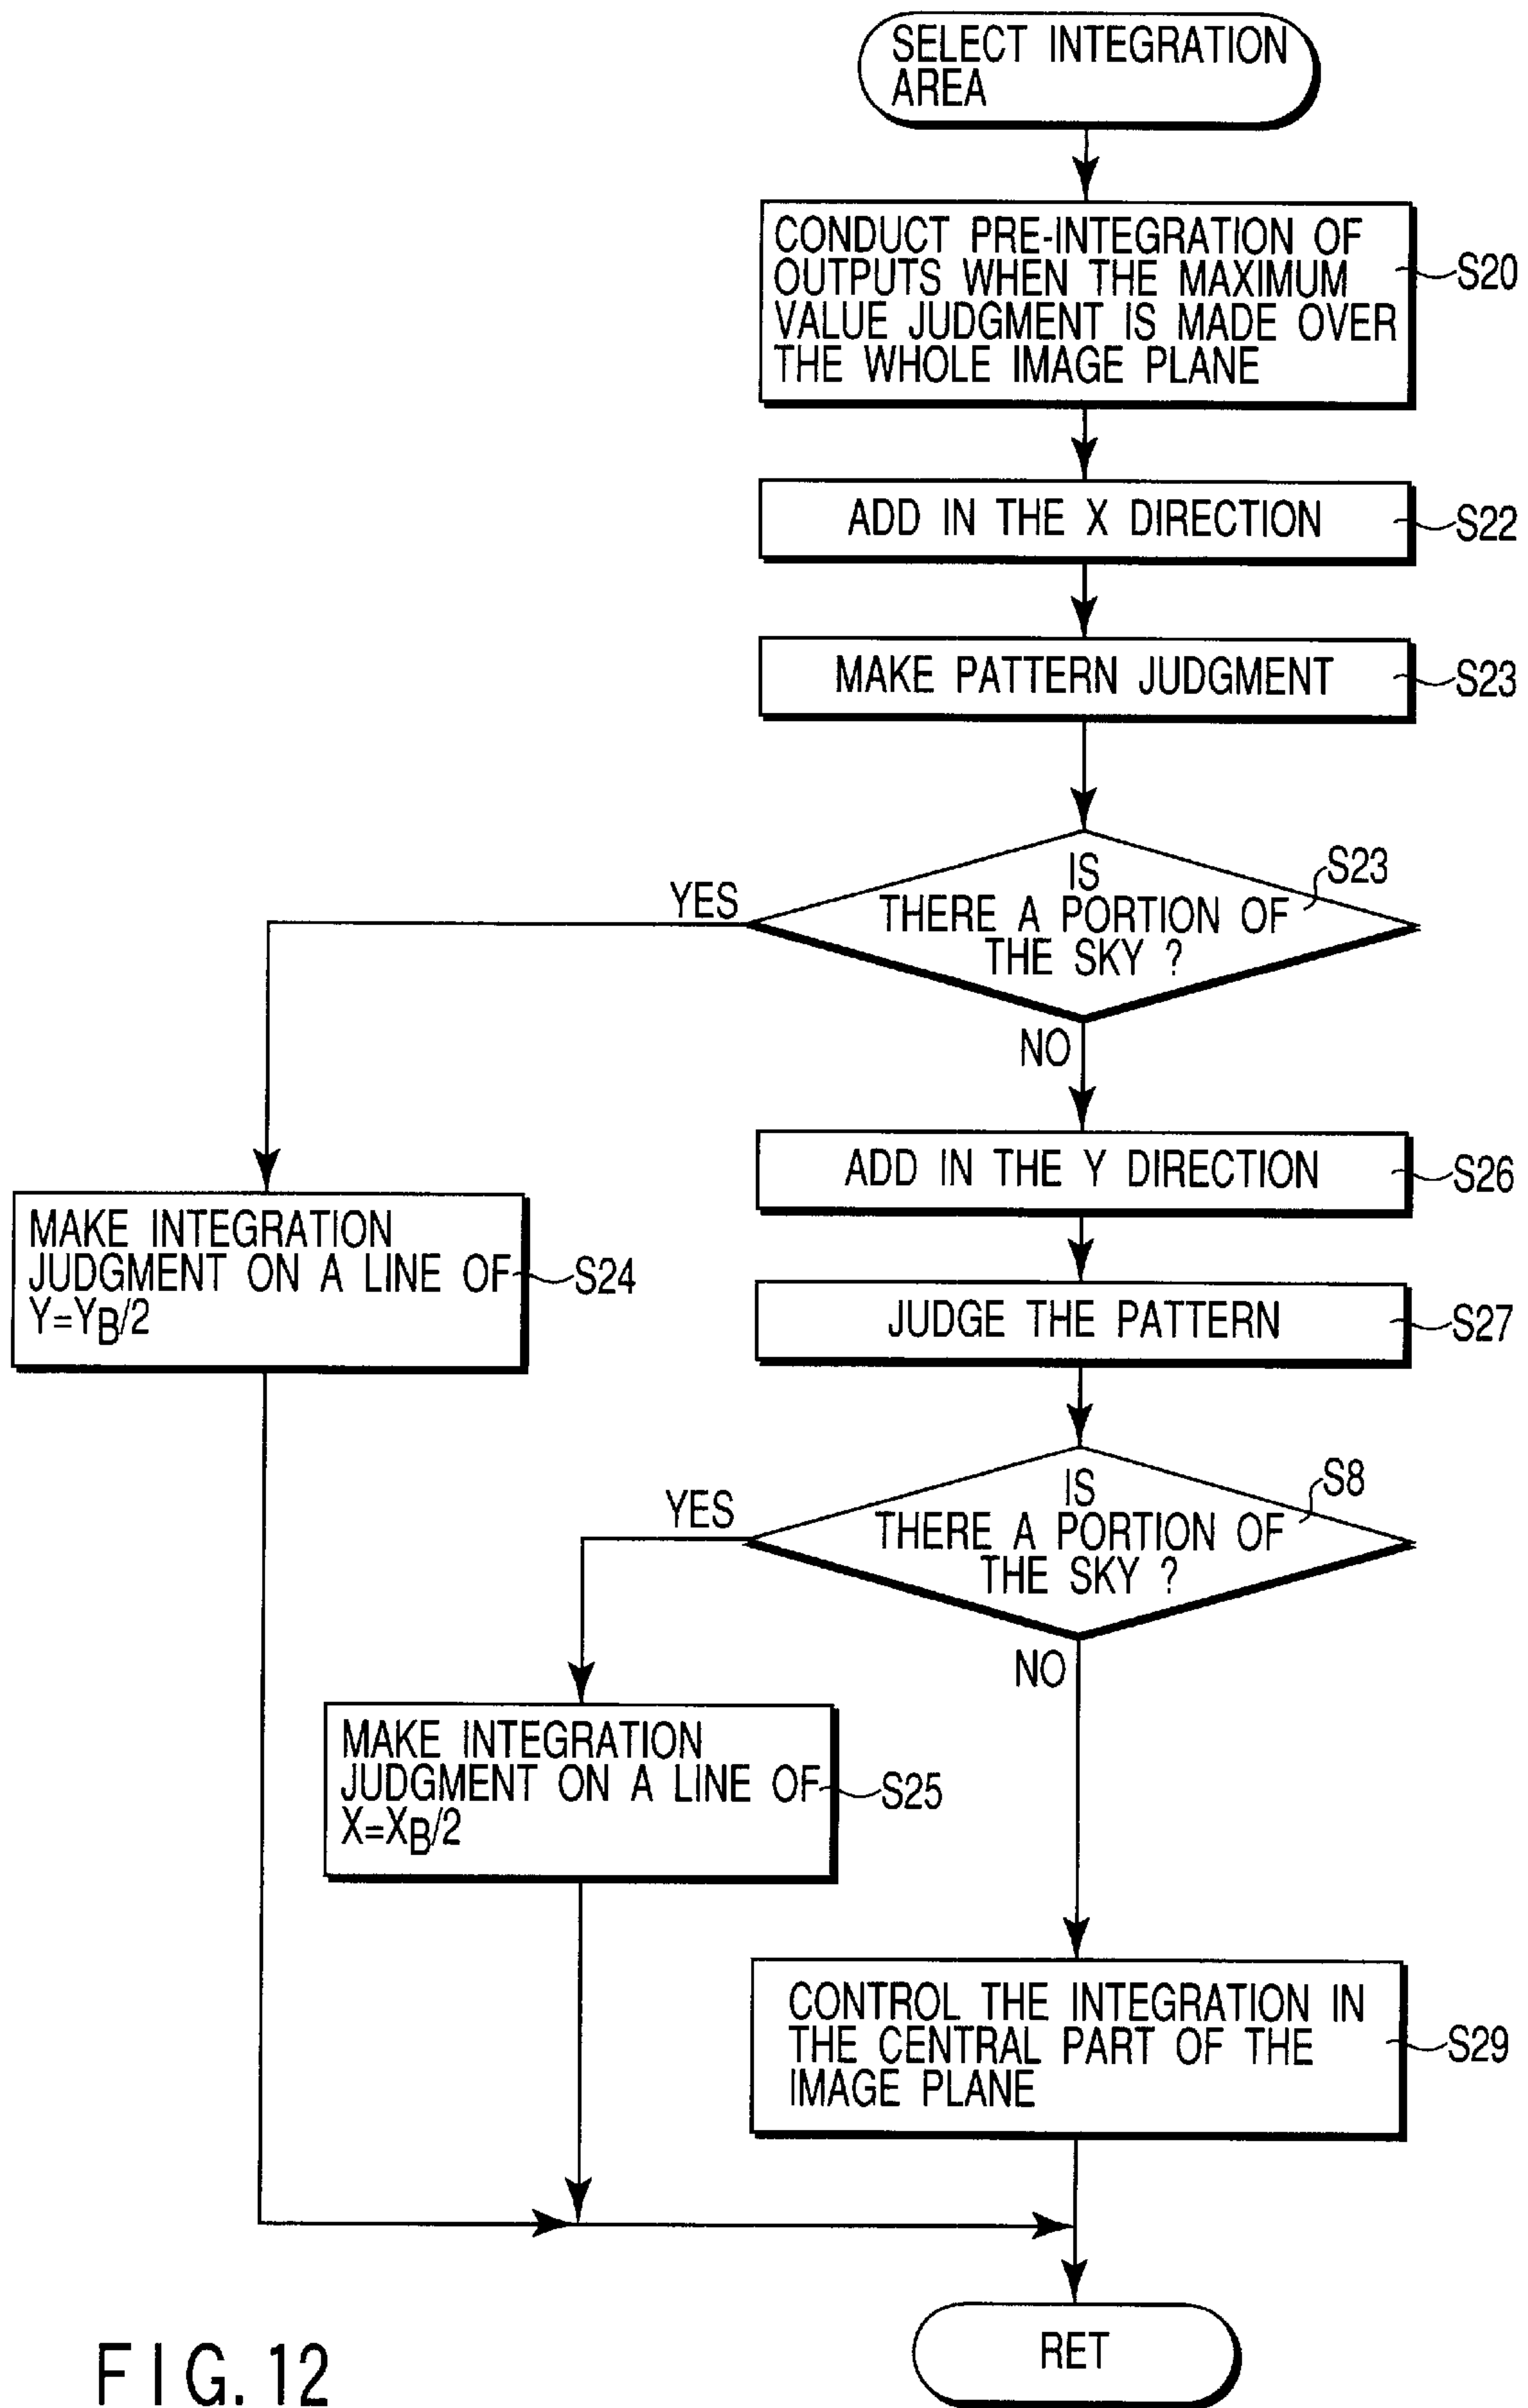 SELECT INTEGRATION
AREA
CONDUCT PRE-INTEGRATION OF
OUTPUTS WHEN THE MAXIMUM
VALUE JUDGMENT IS MADE OVER
THE WHOLE IMAGE PLANE
S20
ADD IN THE X DIRECTION
S22
MAKE PATTERN JUDGMENT
S23
IS
THERE A PORTION OF
THE SKY ?
S23
YES
NO
ADD IN THE Y DIRECTION
S26
MAKE INTEGRATION
JUDGMENT ON A LINE OF
Y=YB/2
S24
JUDGE THE PATTERN
S27
IS
THERE A PORTION OF
THE SKY ?
S8
YES
NO
MAKE INTEGRATION
JUDGMENT ON A LINE OF
X=XB/2
S25
CONTROL THE INTEGRATION IN
THE CENTRAL PART OF THE
IMAGE PLANE
S29
RET
FIG. 12